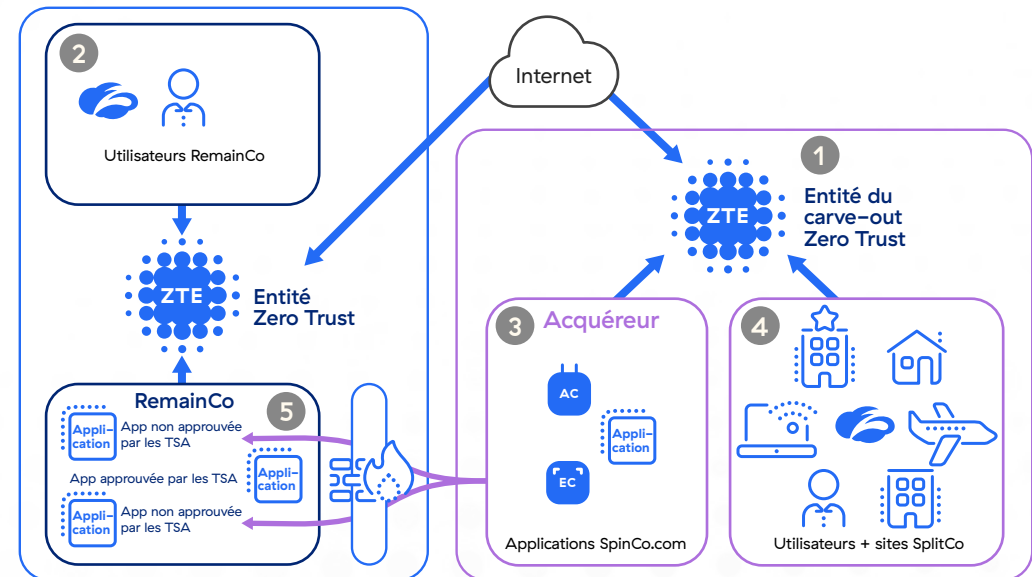 2
Utilisateurs RemainCo
Internet
1
ZTE
Entité du
carve-out
Zero Trust
ZTE
Entité
Zero Trust
3
Acquéreur
AC
Appli-
cation
EC
Applications SpinCo.com
4
Utilisateurs + sites SplitCo
RemainCo
5
Appli-
cation
App non approuvée
par les TSA
App approuvée par les TSA
Appli-
cation
Appli-
cation
App non approuvée
par les TSA